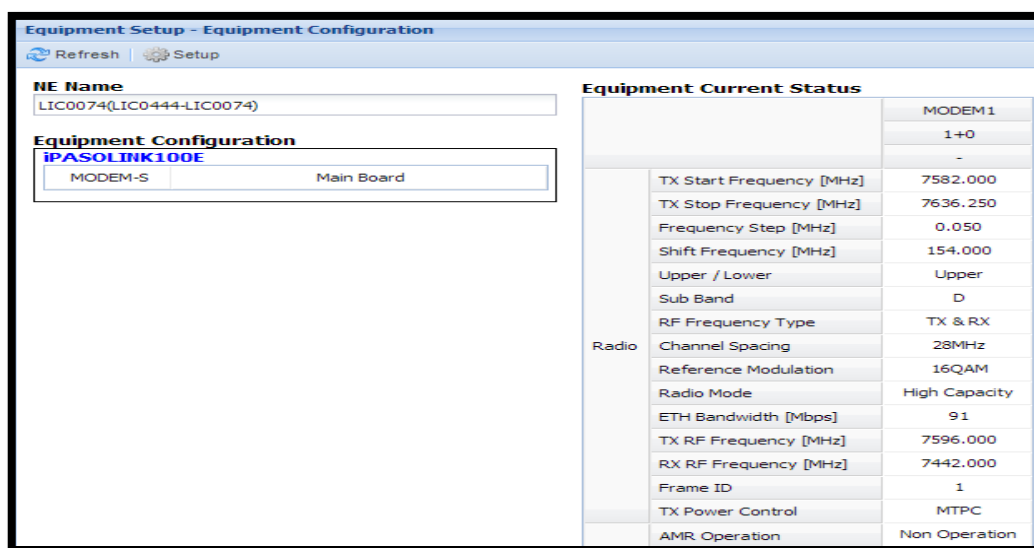 Equipment Setup - Equipment Configuration
Refresh | Setup
NE Name
LIC0074(LIC0444-LIC0074)
Equipment Configuration
iPASOLINK100E
MODEM-S Main Board
Equipment Current Status
MODEM1
1+0
-
Radio
TX Start Frequency [MHz] 7582.000
TX Stop Frequency [MHz] 7636.250
Frequency Step [MHz] 0.050
Shift Frequency [MHz] 154.000
Upper / Lower Upper
Sub Band D
RF Frequency Type TX & RX
Channel Spacing 28MHz
Reference Modulation 16QAM
Radio Mode High Capacity
ETH Bandwidth [Mbps] 91
TX RF Frequency [MHz] 7596.000
RX RF Frequency [MHz] 7442.000
Frame ID 1
TX Power Control MTPC
AMR Operation Non Operation